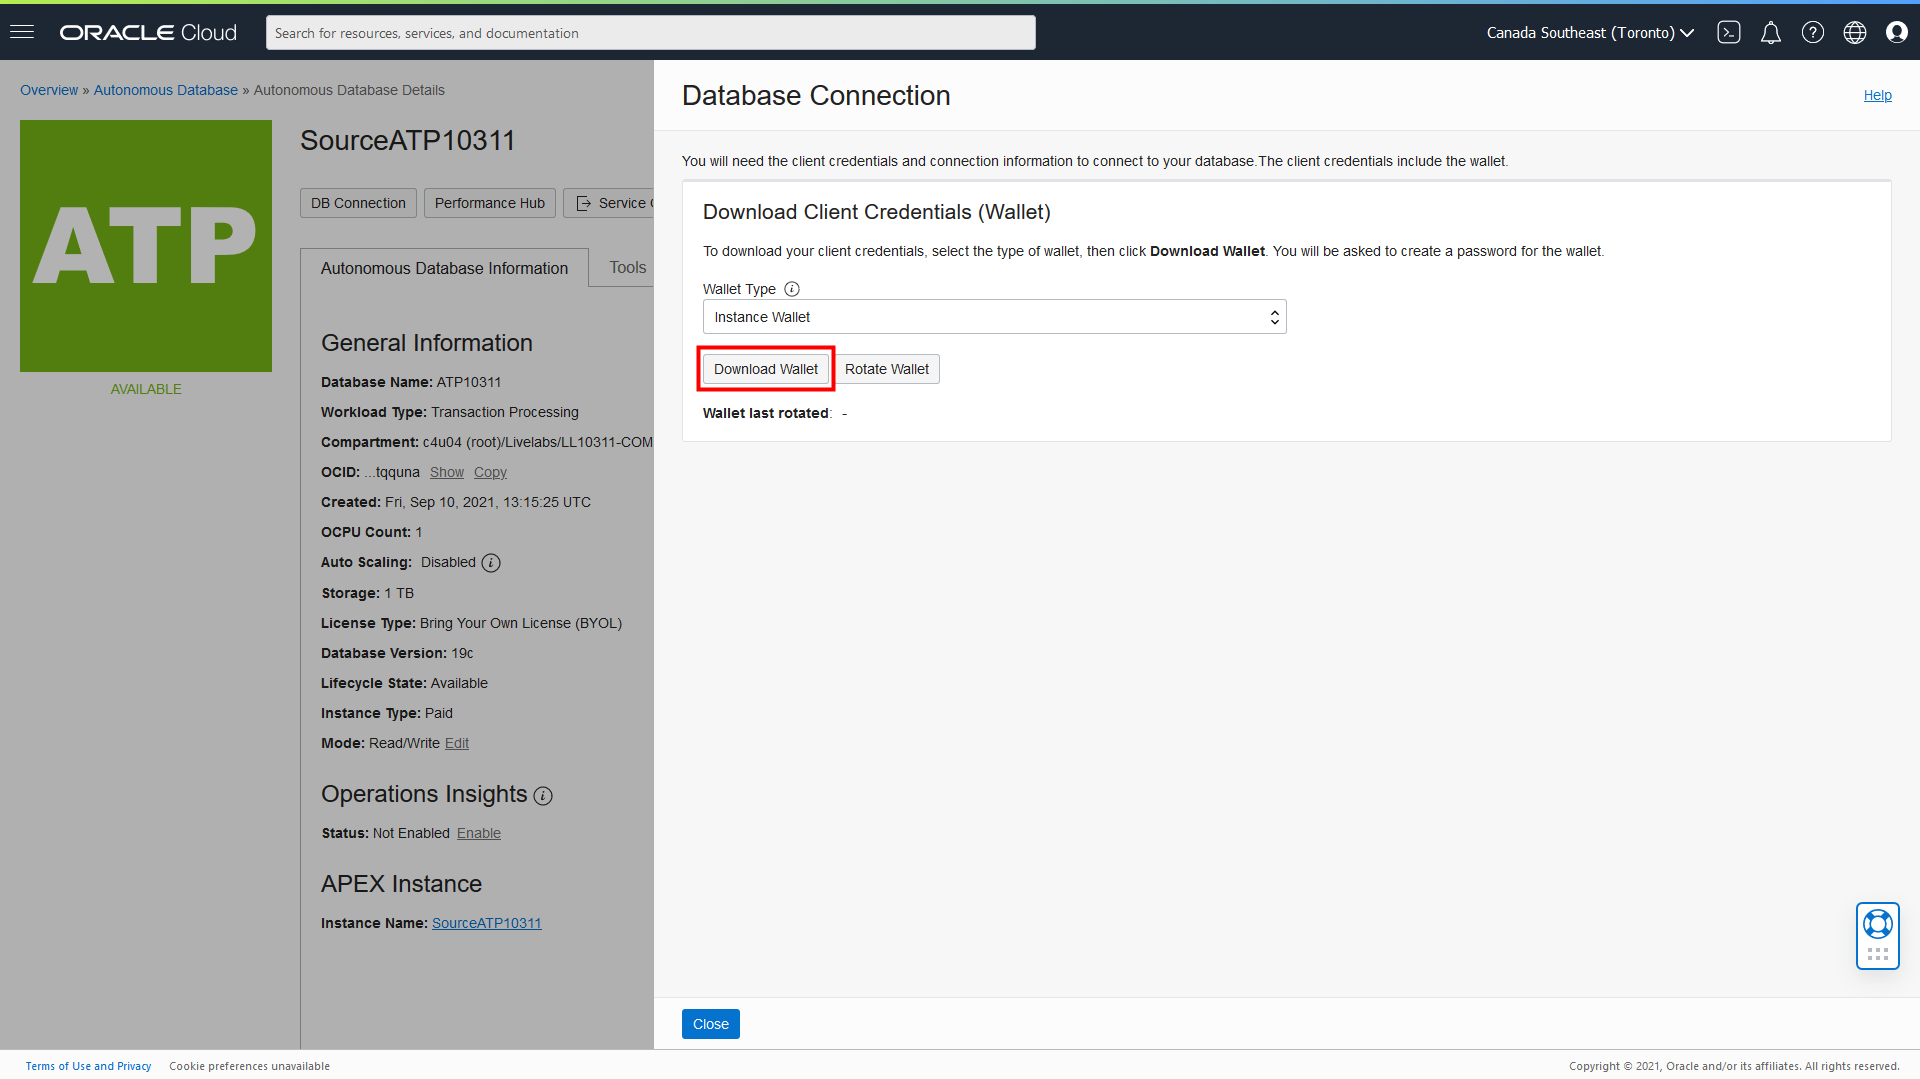 ORACLE Cloud
Search for resources, services, and documentation
Canada Southeast (Toronto)
Overview » Autonomous Database » Autonomous Database Details
ATP
AVAILABLE
SourceATP10311
DB Connection
Performance Hub
Service
Autonomous Database Information
Tools
General Information
Database Name: ATP10311
Workload Type: Transaction Processing
Compartment: c4u04 (root)/Livelabs/LL10311-COM
OCID: ...tqquna Show Copy
Created: Fri, Sep 10, 2021, 13:15:25 UTC
OCPU Count: 1
Auto Scaling: Disabled
Storage: 1 TB
License Type: Bring Your Own License (BYOL)
Database Version: 19c
Lifecycle State: Available
Instance Type: Paid
Mode: Read/Write Edit
Operations Insights
Status: Not Enabled Enable
APEX Instance
Instance Name: SourceATP10311
Database Connection
Help
You will need the client credentials and connection information to connect to your database.The client credentials include the wallet.
Download Client Credentials (Wallet)
To download your client credentials, select the type of wallet, then click Download Wallet. You will be asked to create a password for the wallet.
Wallet Type
Instance Wallet
Download Wallet
Rotate Wallet
Wallet last rotated: -
Close
Terms of Use and Privacy
Cookie preferences unavailable
Copyright © 2021, Oracle and/or its affiliates. All rights reserved.